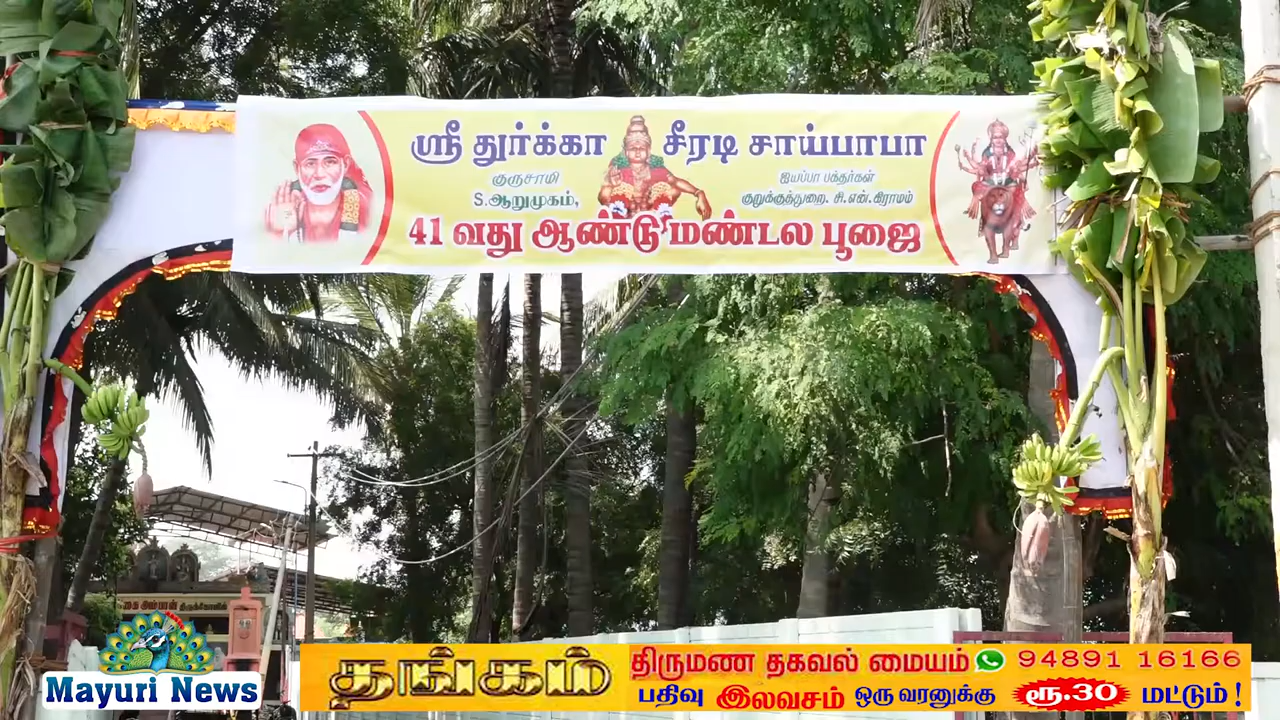 ஸ்ரீ துர்க்கா சீரடி சாய்பாபா
குருசாமி
S.ஆறுமுகம்,
ஐயப்பா பக்தர்கள்
குறுக்குத்துறை. சி.என்.கிராமம்
41 வது ஆண்டு மண்டல பூஜை
அம்பாள் திருக்கோவில்
Mayuri News
தங்கம்
திருமண தகவல் மையம் 94891 16166
பதிவு இலவசம் ஒரு வரனுக்கு ரூ.30 மட்டும் !